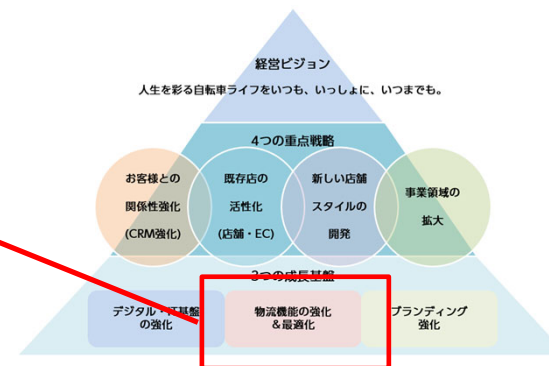 経営ビジョン
人生を彩る自転車ライフをいつも、いっしょに、いつまでも。
4つの重点戦略
お客様との
関係性強化
(CRM強化)
既存店の
活性化
(店舗・EC)
新しい店舗
スタイルの
開発
事業領域の
拡大
3つの成長基盤
デジタル・IT基盤
の強化
物流機能の強化
&最適化
ブランディング
強化